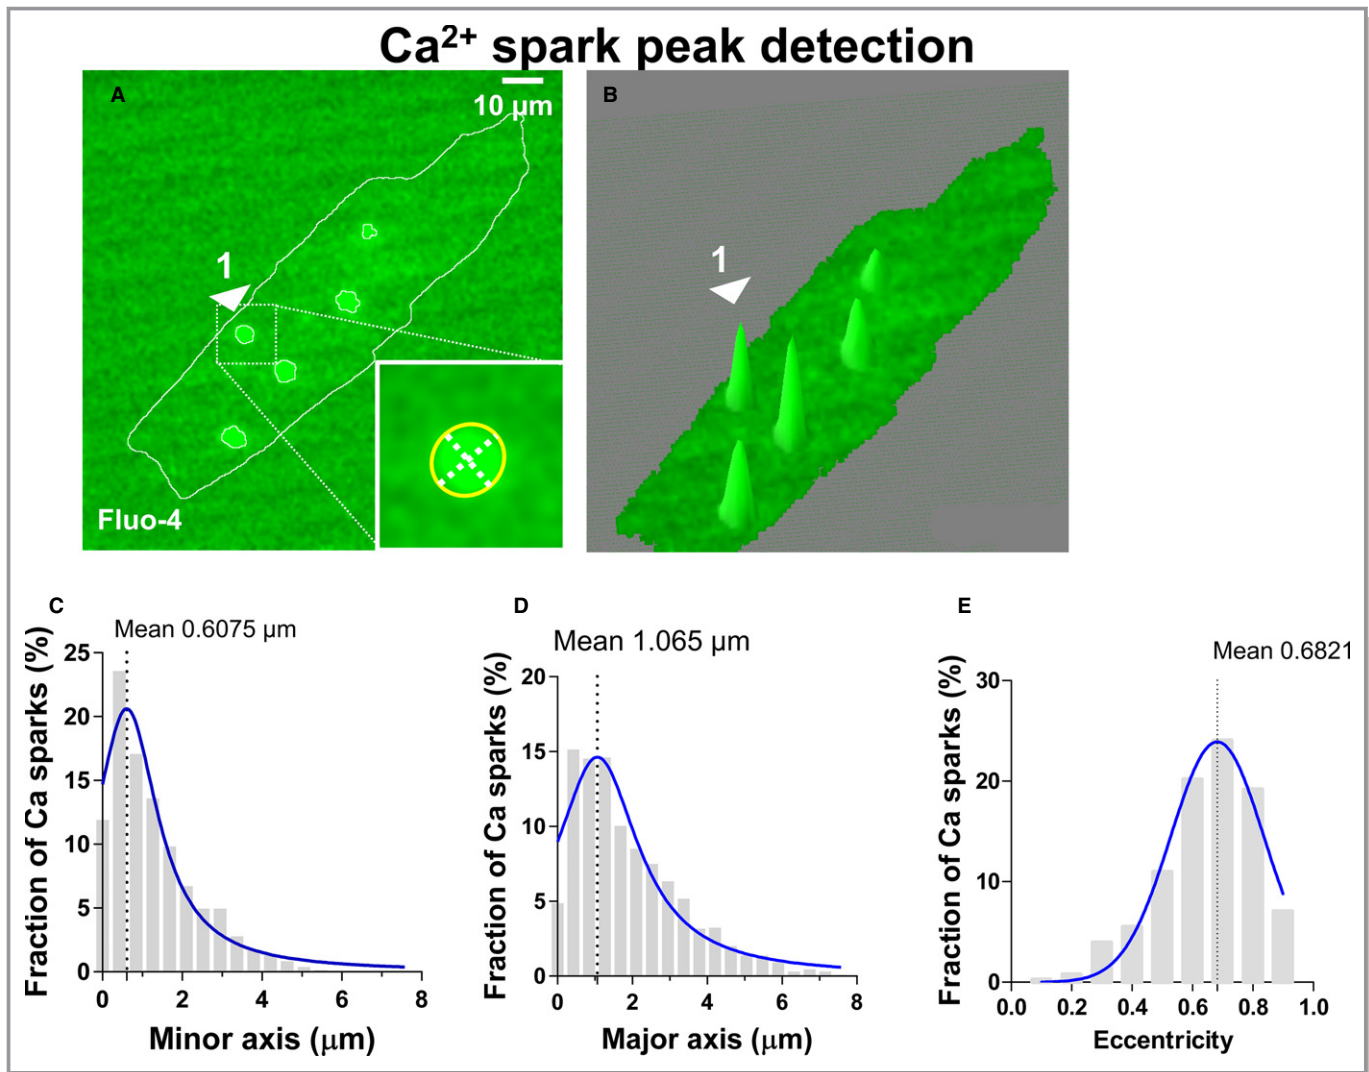 Ca²⁺ spark peak detection
A
10 µm
1
Fluo-4
B
1
C
Mean 0.6075 µm
Fraction of Ca sparks (%)
25
20
15
10
5
0
0 2 4 6 8
Minor axis (µm)
D
Mean 1.065 µm
Fraction of Ca sparks (%)
20
15
10
5
0
0 2 4 6 8
Major axis (µm)
E
Mean 0.6821
Fraction of Ca sparks (%)
30
20
10
0
0.0 0.2 0.4 0.6 0.8 1.0
Eccentricity